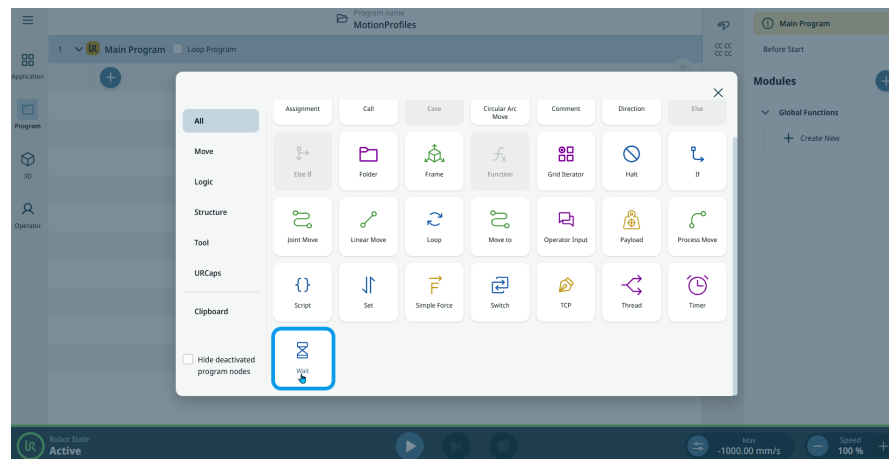 Program name
MotionProfiles
1 Main Program Loop Program
Application
Program
3D
Operator
Main Program
Before Start
Modules
Global Functions
Create New
All
Move
Logic
Structure
Tool
URCaps
Clipboard
Hide deactivated
program nodes
Assignment Call Case Circular Arc Comment Direction Else
Move
Else If Folder Frame Function Grid Iterator Halt If
Joint Move Linear Move Loop Move to Operator Input Payload Process Move
Script Set Simple Force Switch TCP Thread Timer
Wait
Robot State
Active
Max
-1000.00 mm/s
Speed
100 %